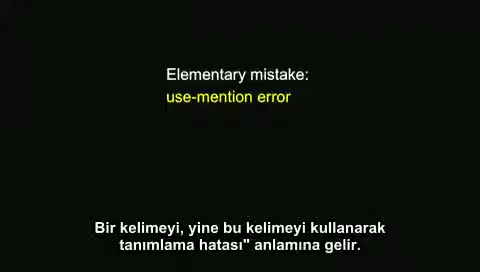 Elementary mistake:
use-mention error
Bir kelimeyi, yine bu kelimeyi kullanarak
tanımlama hatası" anlamına gelir.